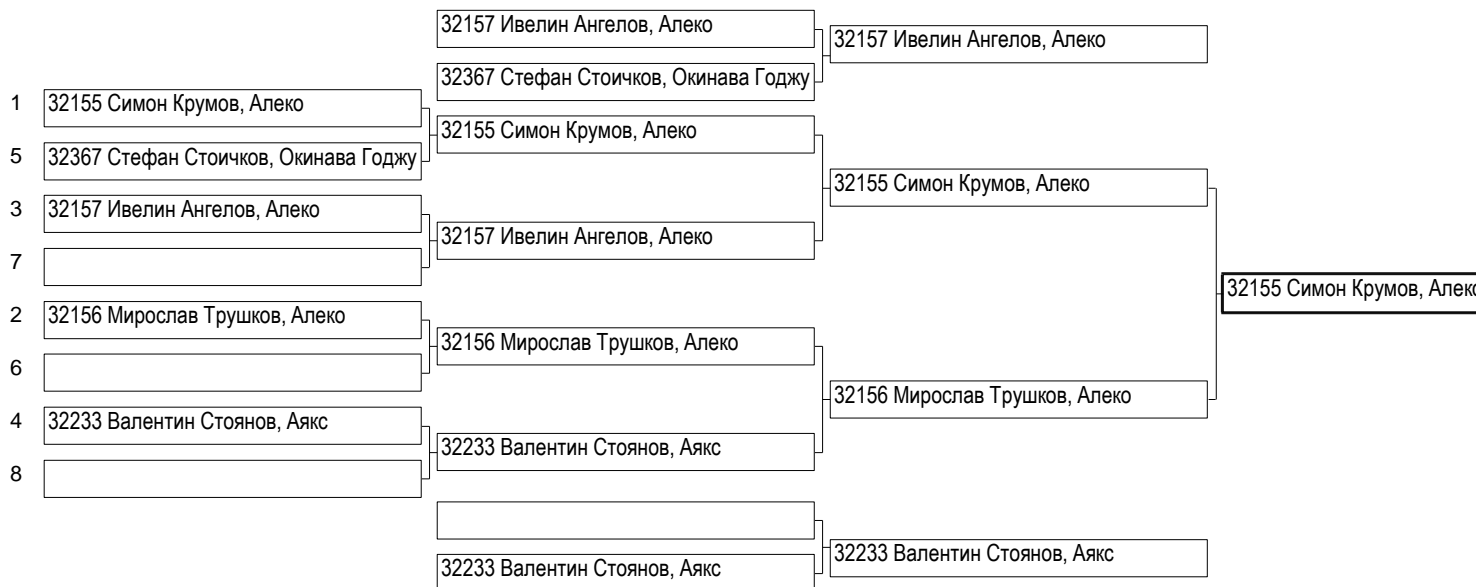 32157 Ивелин Ангелов, Алеко
32157 Ивелин Ангелов, Алеко
32367 Стефан Стоичков, Окинава Годжу
1 32155 Симон Крумов, Алеко
32155 Симон Крумов, Алеко
5 32367 Стефан Стоичков, Окинава Годжу
32155 Симон Крумов, Алеко
3 32157 Ивелин Ангелов, Алеко
32157 Ивелин Ангелов, Алеко
7
32155 Симон Крумов, Алеко
2 32156 Мирослав Трушков, Алеко
32156 Мирослав Трушков, Алеко
6
32156 Мирослав Трушков, Алеко
4 32233 Валентин Стоянов, Аякс
32233 Валентин Стоянов, Аякс
8
32233 Валентин Стоянов, Аякс
32233 Валентин Стоянов, Аякс